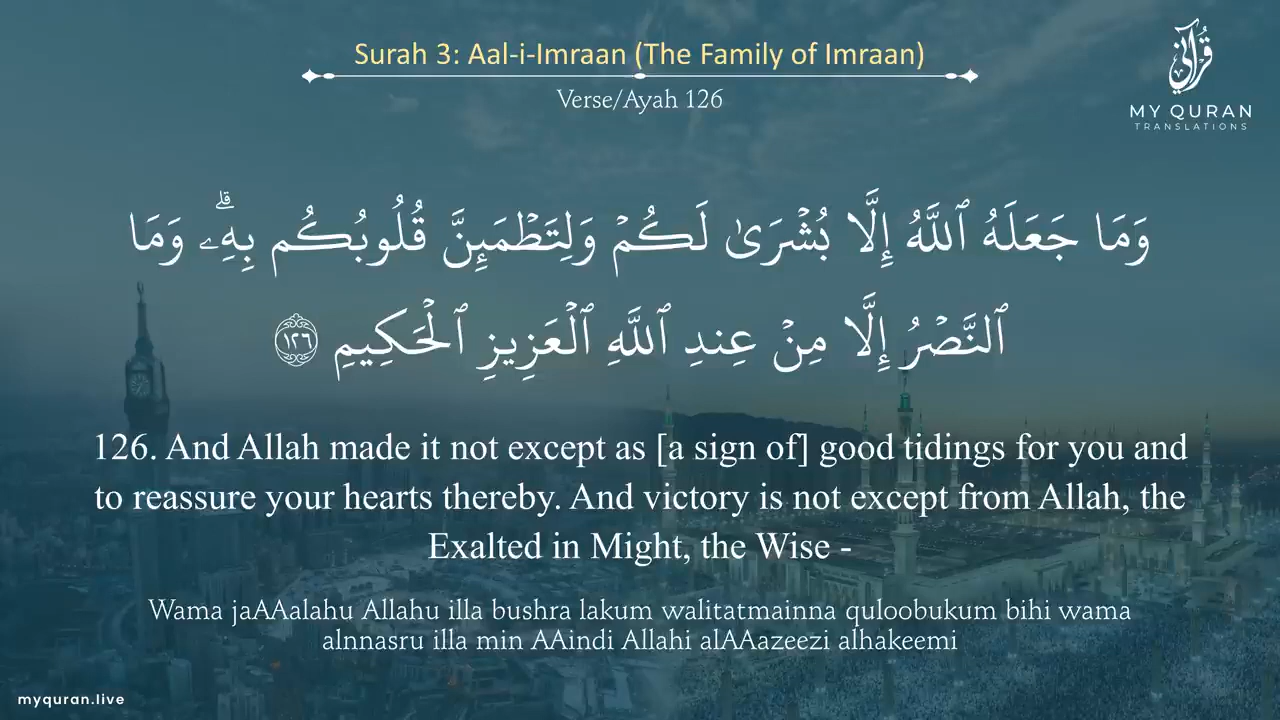 Surah 3: Aal-i-Imraan (The Family of Imraan)
Verse/Ayah 126
قرآني
MY QURAN
TRANSLATIONS
وَمَا جَعَلَهُ ٱللَّهُ إِلَّا بُشْرَىٰ لَكُمْ وَلِتَطْمَئِنَّ قُلُوبُكُم بِهِۦ ۗ وَمَا
ٱلنَّصْرُ إِلَّا مِنْ عِندِ ٱللَّهِ ٱلْعَزِيزِ ٱلْحَكِيمِ ١٢٦
126. And Allah made it not except as [a sign of] good tidings for you and
to reassure your hearts thereby. And victory is not except from Allah, the
Exalted in Might, the Wise -
Wama jaAAalahu Allahu illa bushra lakum walitatmainna quloobukum bihi wama
alnnasru illa min AAindi Allahi alAAazeezi alhakeemi
myquran.live